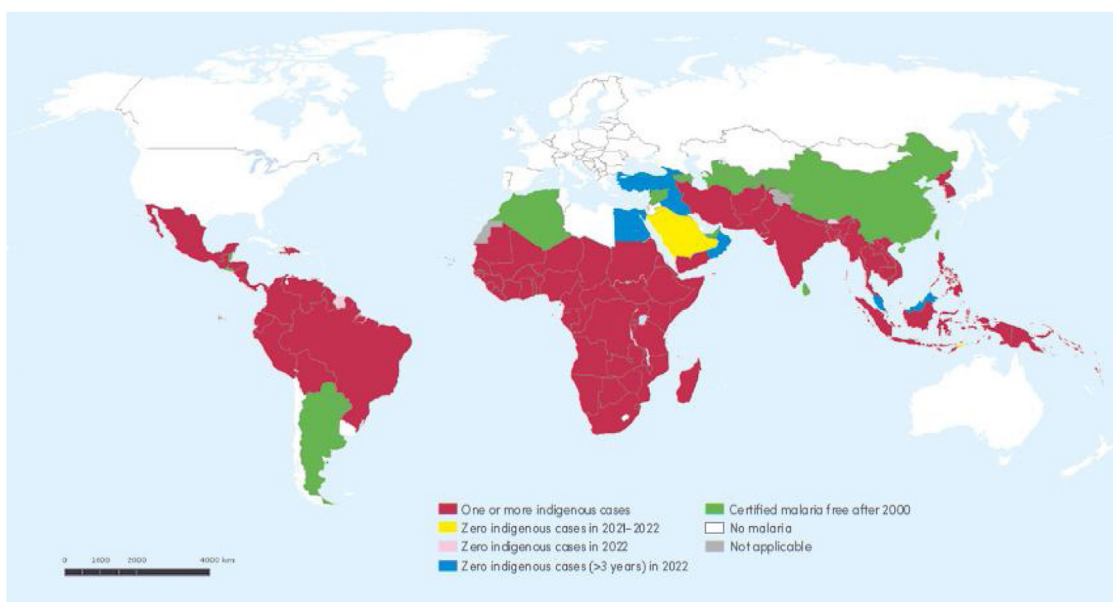 One or more indigenous cases
Zero indigenous cases in 2021–2022
Zero indigenous cases in 2022
Zero indigenous cases (>3 years) in 2022
Certified malaria free after 2000
No malaria
Not applicable
0 1000 2000 4000 km